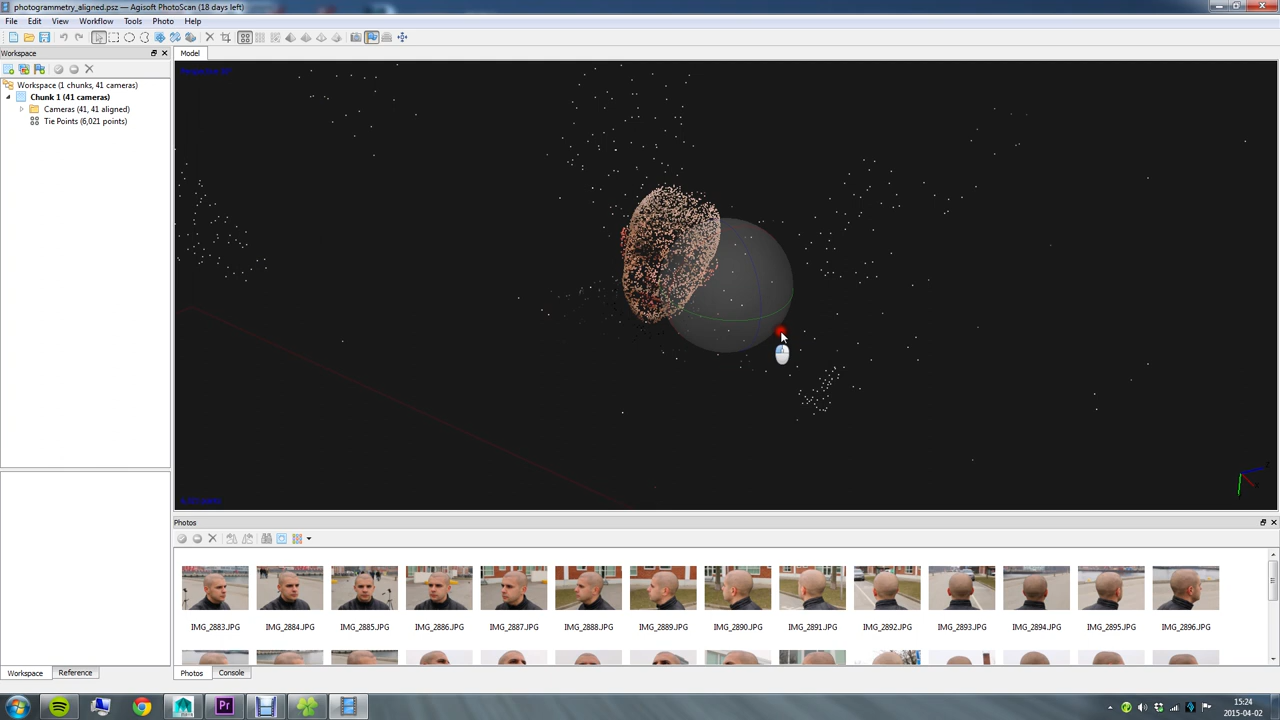 photogrammetry_aligned.psz — Agisoft PhotoScan (18 days left)
File Edit View Workflow Tools Photo Help
Workspace
Model
Workspace (1 chunks, 41 cameras)
Chunk 1 (41 cameras)
Cameras (41, 41 aligned)
Tie Points (6,021 points)
Photos
IMG_2883.JPG IMG_2884.JPG IMG_2885.JPG IMG_2886.JPG IMG_2887.JPG IMG_2888.JPG IMG_2889.JPG IMG_2890.JPG IMG_2891.JPG IMG_2892.JPG IMG_2893.JPG IMG_2894.JPG IMG_2895.JPG IMG_2896.JPG
Workspace Reference
Photos Console
Pr
15:24
2015-04-02